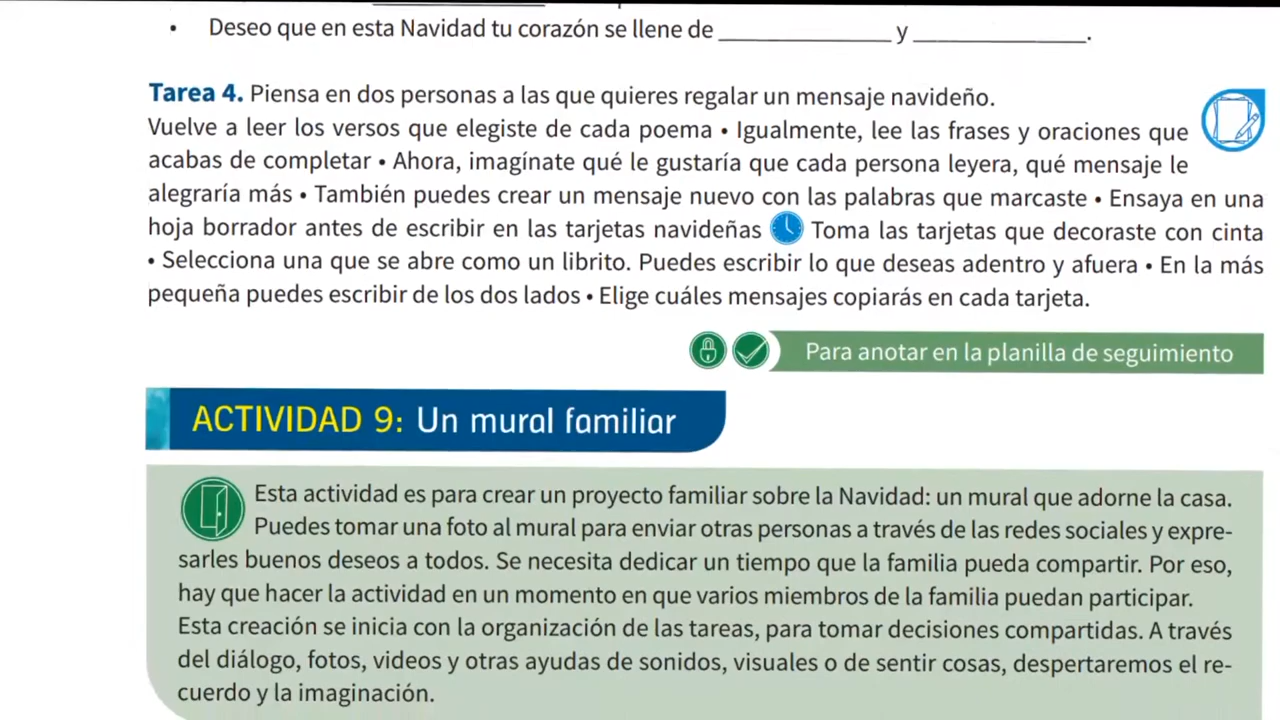 • Deseo que en esta Navidad tu corazón se llene de ______________ y ______________.
Tarea 4. Piensa en dos personas a las que quieres regalar un mensaje navideño.
Vuelve a leer los versos que elegiste de cada poema • Igualmente, lee las frases y oraciones que
acabas de completar • Ahora, imagínate qué le gustaría que cada persona leyera, qué mensaje le
alegraría más • También puedes crear un mensaje nuevo con las palabras que marcaste • Ensaya en una
hoja borrador antes de escribir en las tarjetas navideñas Toma las tarjetas que decoraste con cinta
• Selecciona una que se abre como un librito. Puedes escribir lo que deseas adentro y afuera • En la más
pequeña puedes escribir de los dos lados • Elige cuáles mensajes copiarás en cada tarjeta.
Para anotar en la planilla de seguimiento
ACTIVIDAD 9: Un mural familiar
Esta actividad es para crear un proyecto familiar sobre la Navidad: un mural que adorne la casa.
Puedes tomar una foto al mural para enviar otras personas a través de las redes sociales y expre-
sarles buenos deseos a todos. Se necesita dedicar un tiempo que la familia pueda compartir. Por eso,
hay que hacer la actividad en un momento en que varios miembros de la familia puedan participar.
Esta creación se inicia con la organización de las tareas, para tomar decisiones compartidas. A través
del diálogo, fotos, videos y otras ayudas de sonidos, visuales o de sentir cosas, despertaremos el re-
cuerdo y la imaginación.